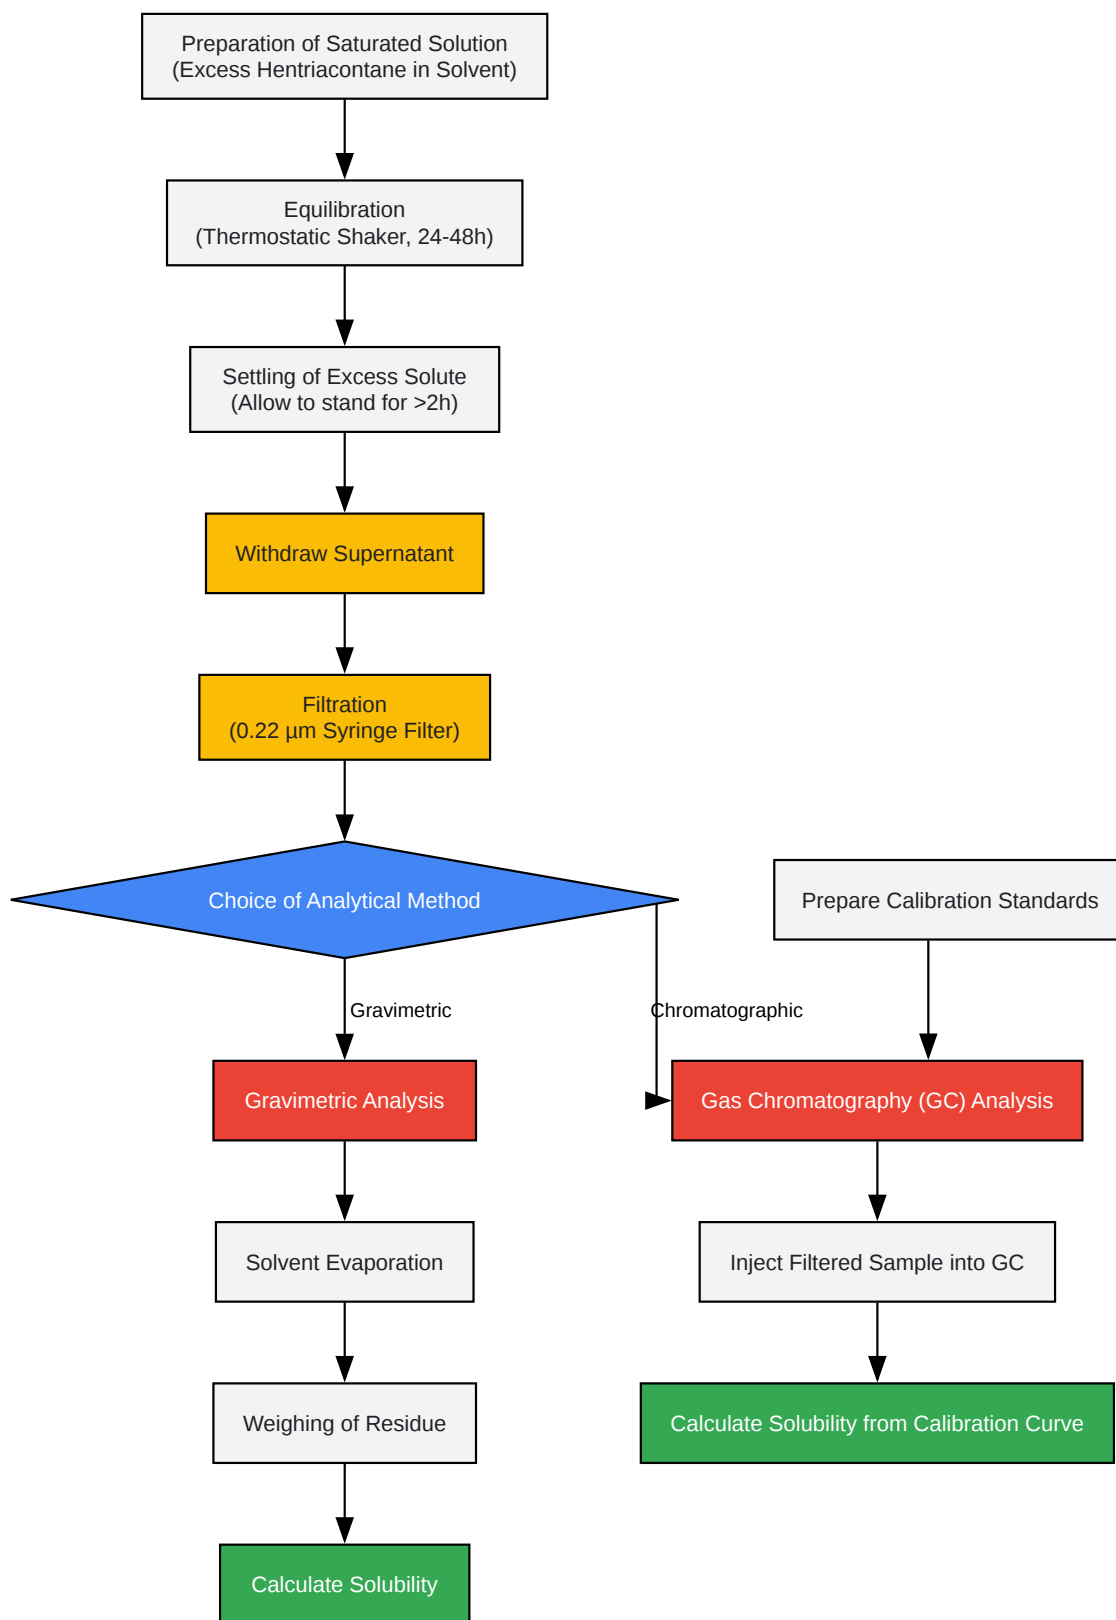 Preparation of Saturated Solution
(Excess Hentriacontane in Solvent)
Equilibration
(Thermostatic Shaker, 24-48h)
Settling of Excess Solute
(Allow to stand for >2h)
Withdraw Supernatant
Filtration
(0.22 µm Syringe Filter)
Choice of Analytical Method
Prepare Calibration Standards
Gravimetric
Chromatographic
Gravimetric Analysis
Gas Chromatography (GC) Analysis
Solvent Evaporation
Inject Filtered Sample into GC
Weighing of Residue
Calculate Solubility from Calibration Curve
Calculate Solubility